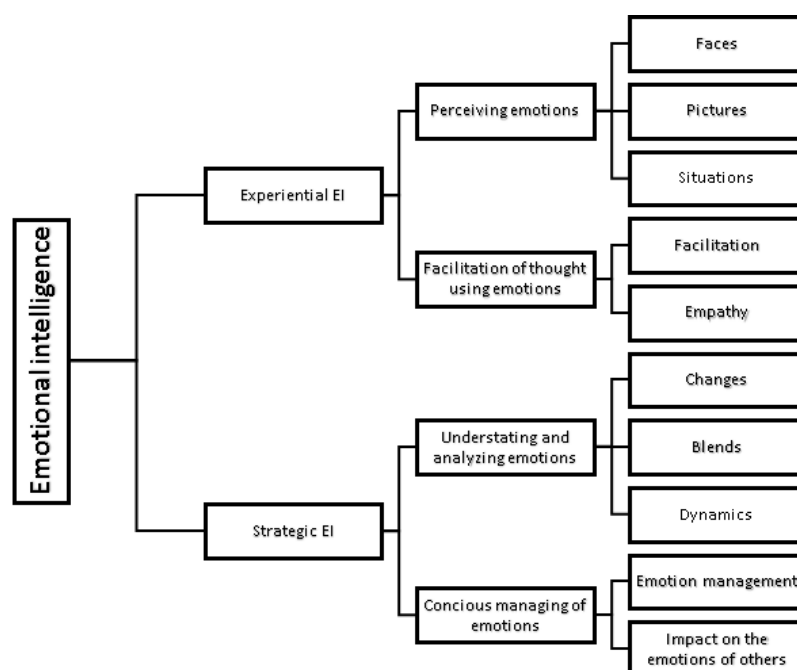 Emotional intelligence
Experiential EI
Strategic EI
Perceiving emotions
Facilitation of thought
using emotions
Understating and
analyzing emotions
Concious managing of
emotions
Faces
Pictures
Situations
Facilitation
Empathy
Changes
Blends
Dynamics
Emotion management
Impact on the
emotions of others